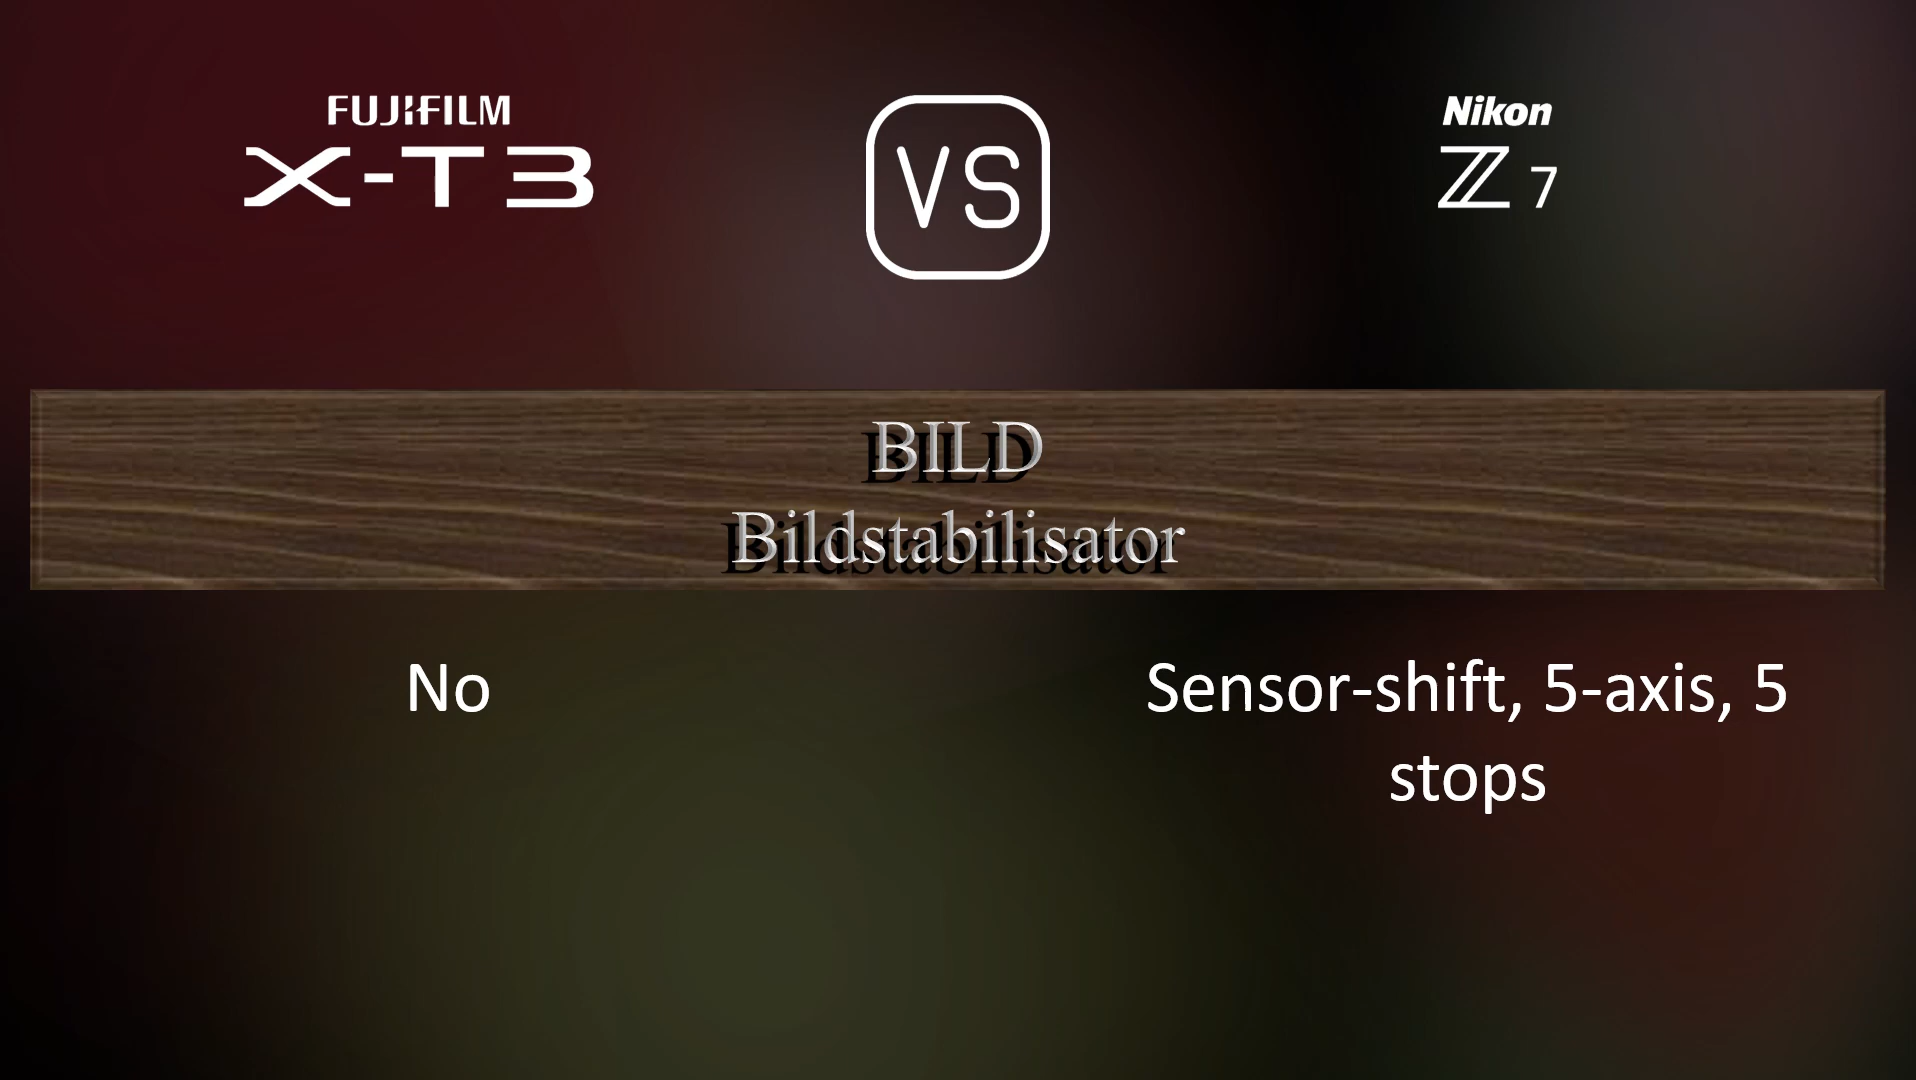 FUJIFILM
X-T3
VS
Nikon
Z 7
BILD
Bildstabilisator
No
Sensor-shift, 5-axis, 5
stops